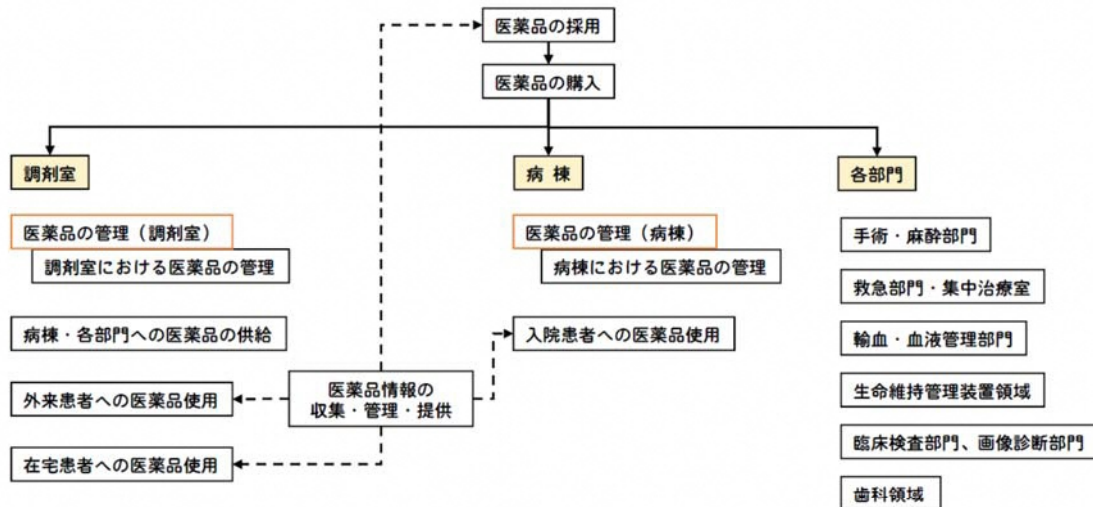 医薬品の採用
医薬品の購入
調剤室
病 棟
各部門
医薬品の管理（調剤室）
調剤室における医薬品の管理
病棟・各部門への医薬品の供給
外来患者への医薬品使用
在宅患者への医薬品使用
医薬品情報の
収集・管理・提供
医薬品の管理（病棟）
病棟における医薬品の管理
入院患者への医薬品使用
手術・麻酔部門
救急部門・集中治療室
輸血・血液管理部門
生命維持管理装置領域
臨床検査部門、画像診断部門
歯科領域